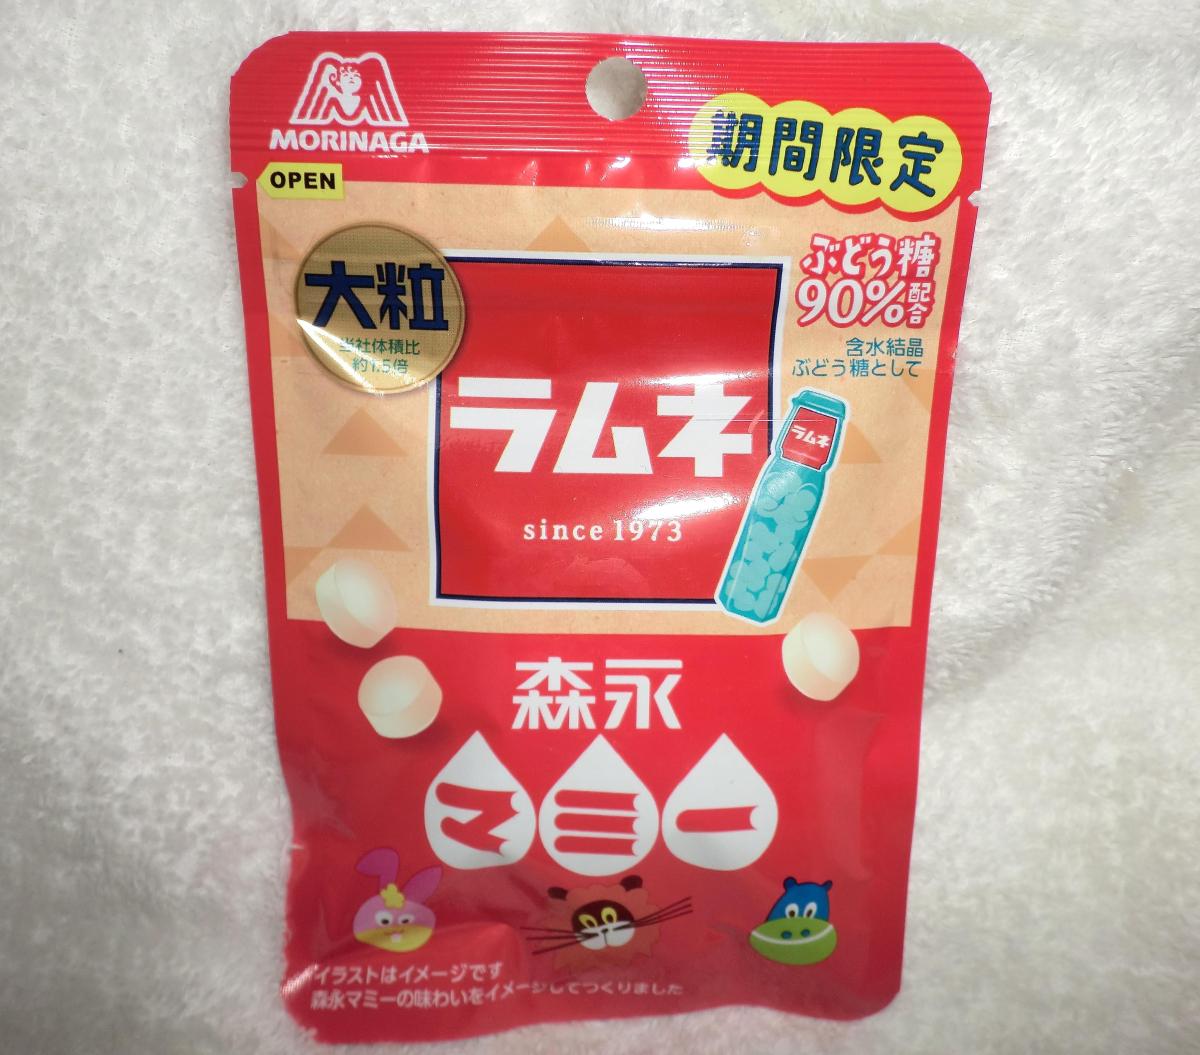 MORINAGA
期間限定
OPEN
大粒
当社体積比
約1.5倍
ぶどう糖
90%配合
含水結晶
ぶどう糖として
ラムネ
since 1973
ラムネ
森永
マミー
イラストはイメージです
森永マミーの味わいをイメージしてつくりました